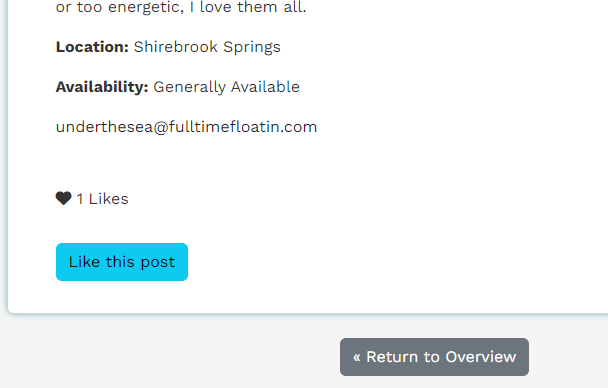 or too energetic, I love them all.
Location: Shirebrook Springs
Availability: Generally Available
underthesea@fulltimefloatin.com
1 Likes
Like this post
« Return to Overview